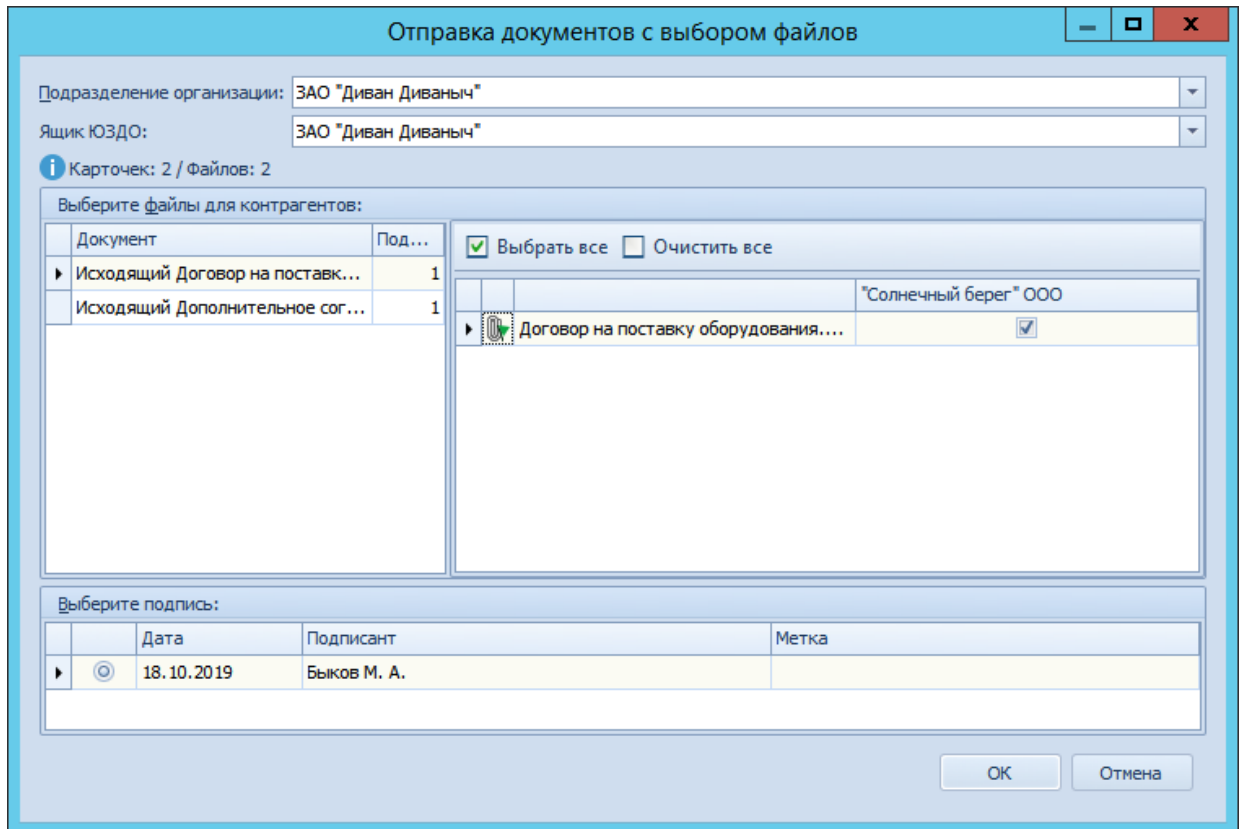 Отправка документов с выбором файлов
Подразделение организации: ЗАО "Диван Диваныч"
Ящик ЮЗДО: ЗАО "Диван Диваныч"
Карточек: 2 / Файлов: 2
Выберите файлы для контрагентов:
Документ Под...
Исходящий Договор на поставк... 1
Исходящий Дополнительное сог... 1
Выбрать все Очистить все
"Солнечный берег" ООО
Договор на поставку оборудования....
Выберите подпись:
Дата Подписант Метка
18.10.2019 Быков М. А.
ОК Отмена